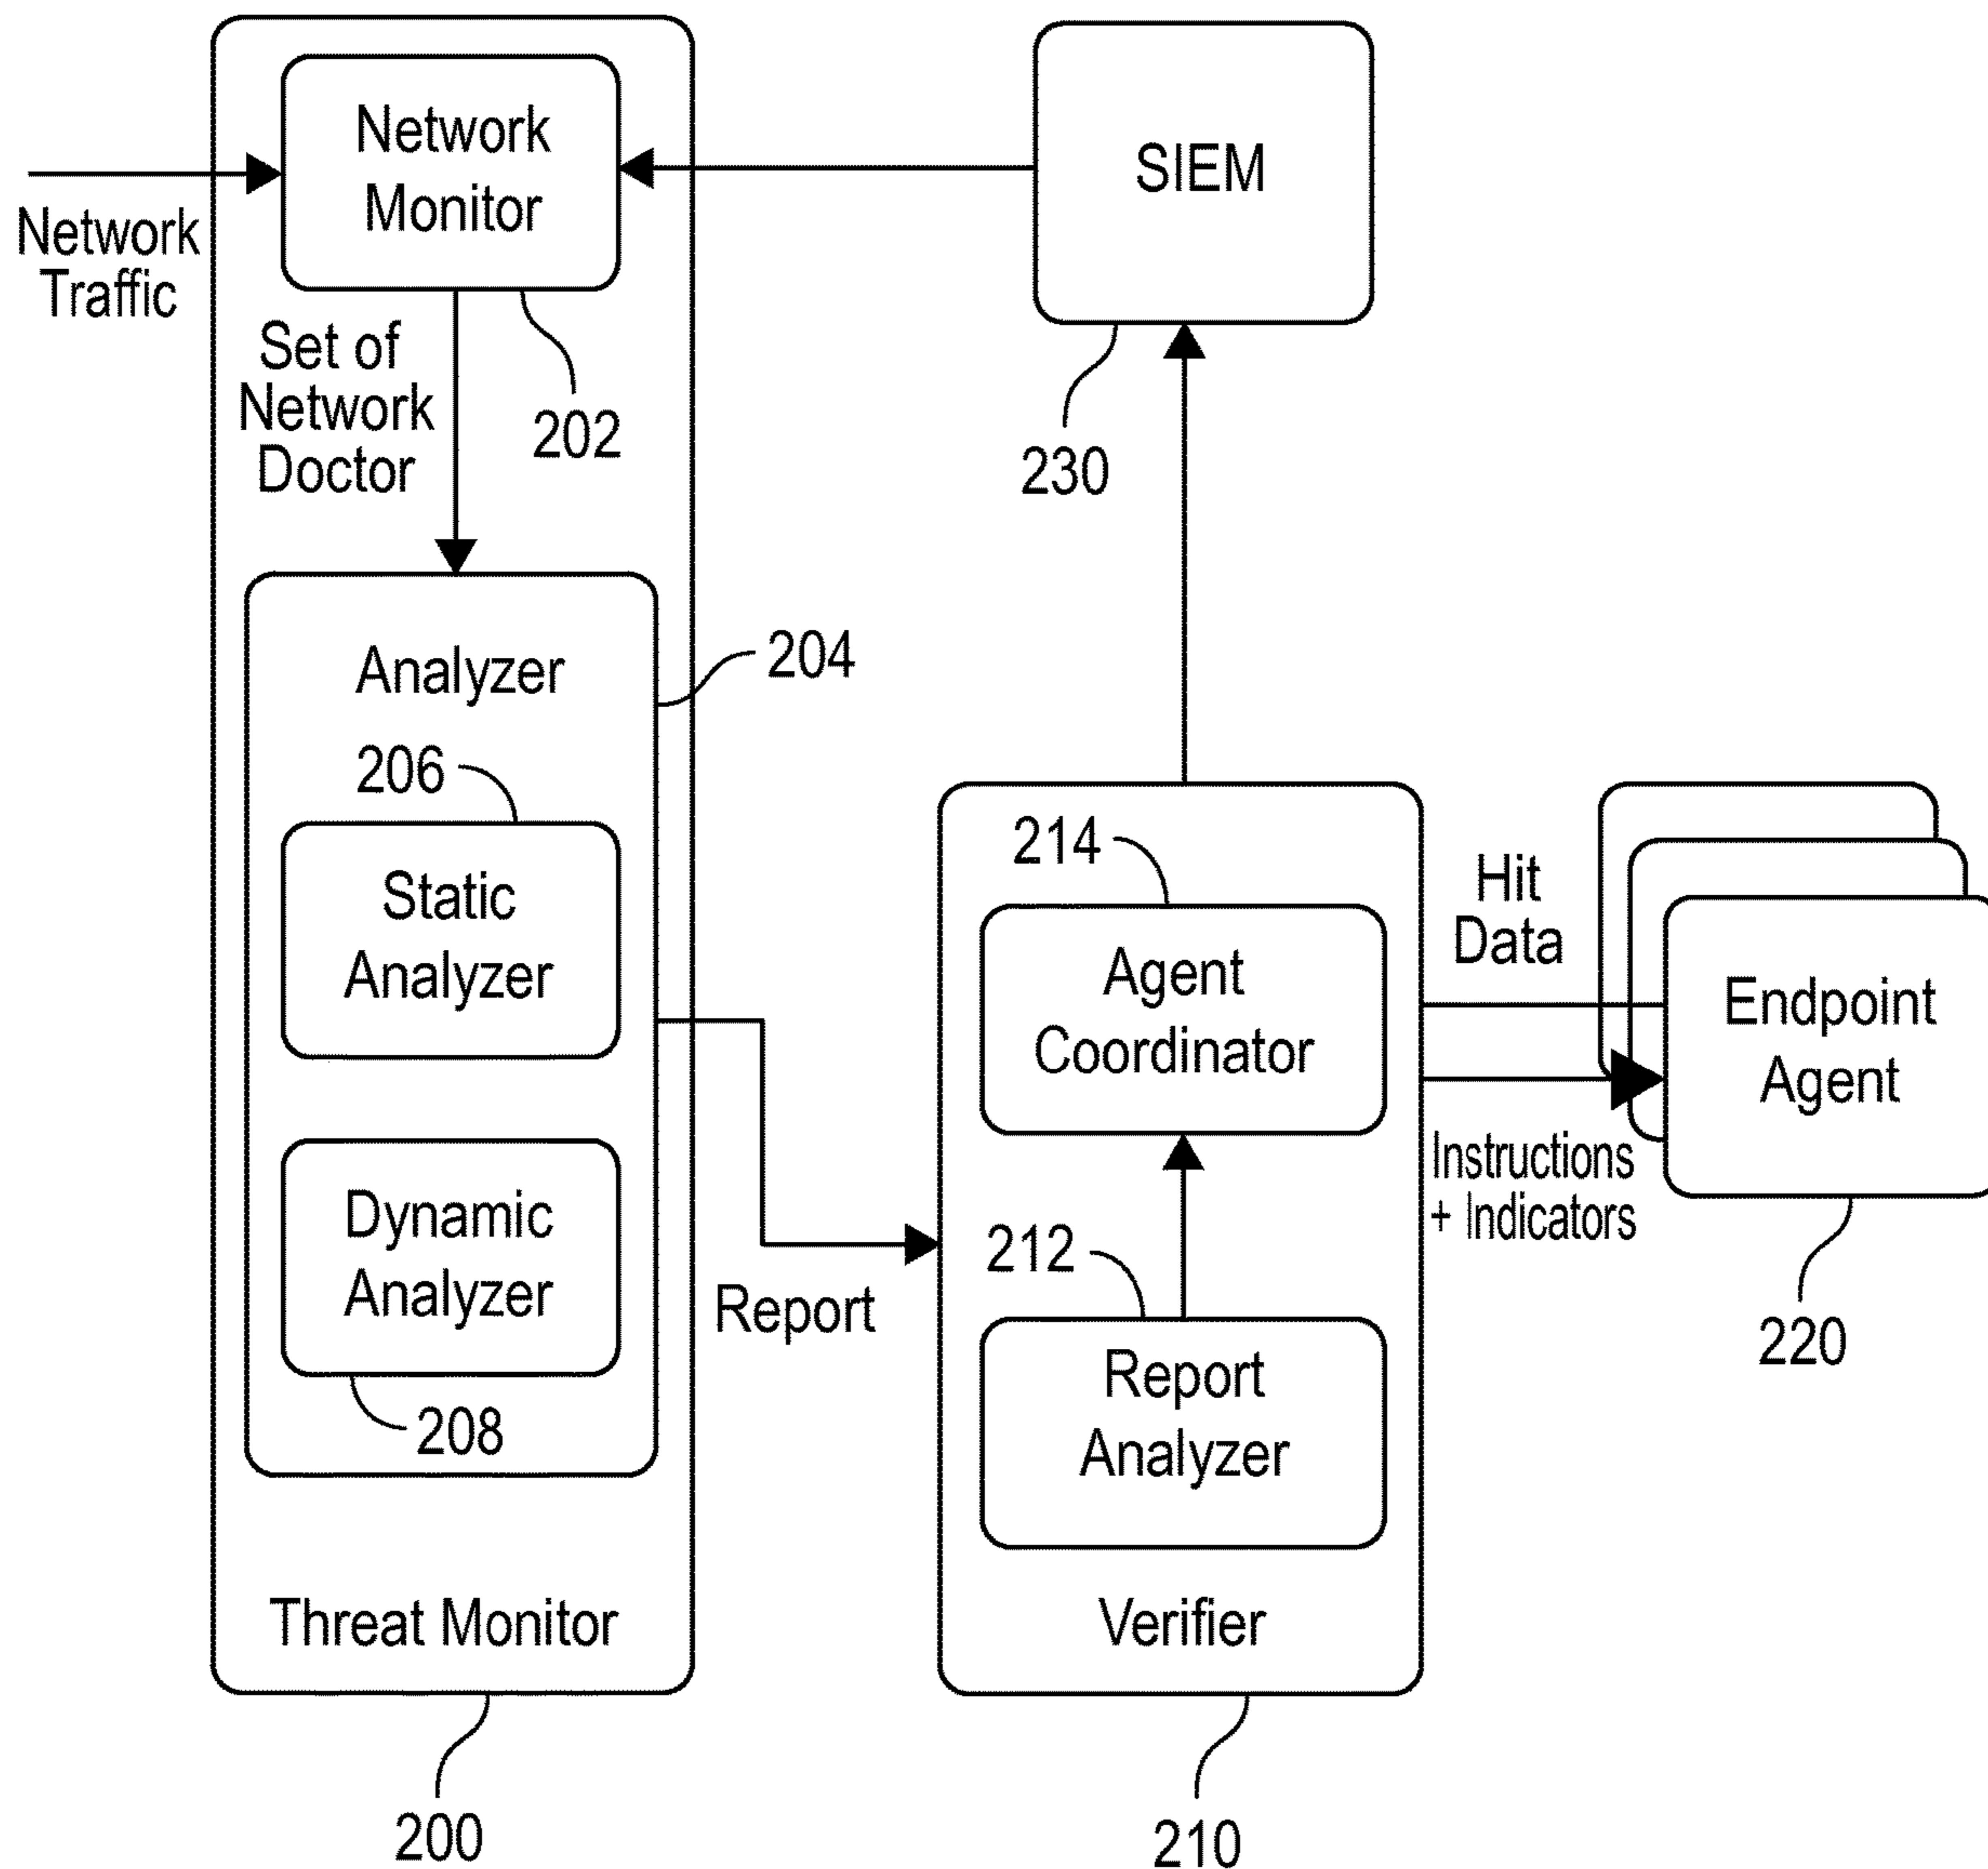 Network
Monitor
SIEM
Network
Traffic
Set of
Network
Doctor
202
230
Analyzer
204
206
Static
Analyzer
214
Hit
Data
Agent
Coordinator
Endpoint
Agent
Dynamic
Analyzer
208
Instructions
+ Indicators
212
Report
220
Report
Analyzer
Threat Monitor
Verifier
200
210